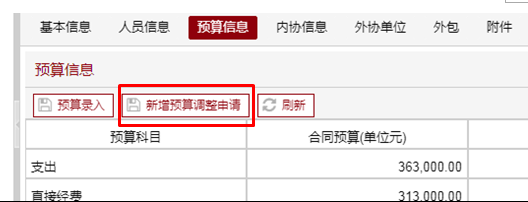 基本信息 人员信息 预算信息 内协信息 外协单位 外包 附件
预算信息
预算录入 新增预算调整申请 刷新
预算科目 合同预算(单位元)
支出 363,000.00
直接经费 313,000.00